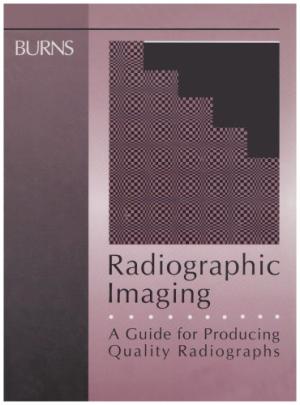 BURNS
Radiographic
Imaging
A Guide for Producing
Quality Radiographs